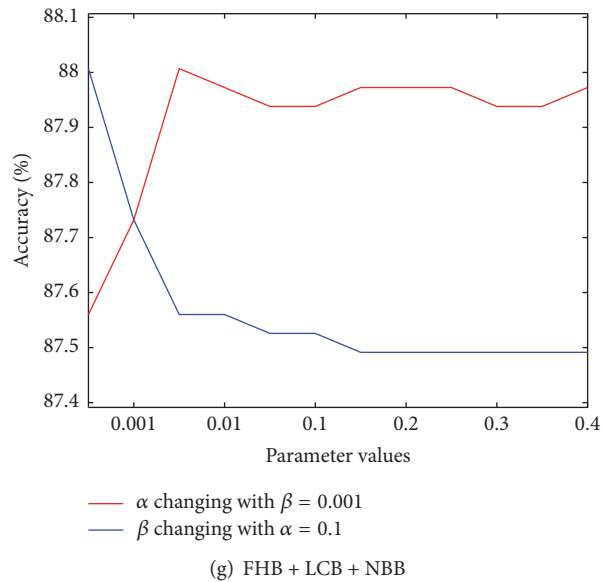 88.1
88
87.9
87.8
87.7
87.6
87.5
87.4
Accuracy (%)
0.001 0.01 0.1 0.2 0.3 0.4
Parameter values
α changing with β = 0.001
β changing with α = 0.1
(g) FHB + LCB + NBB